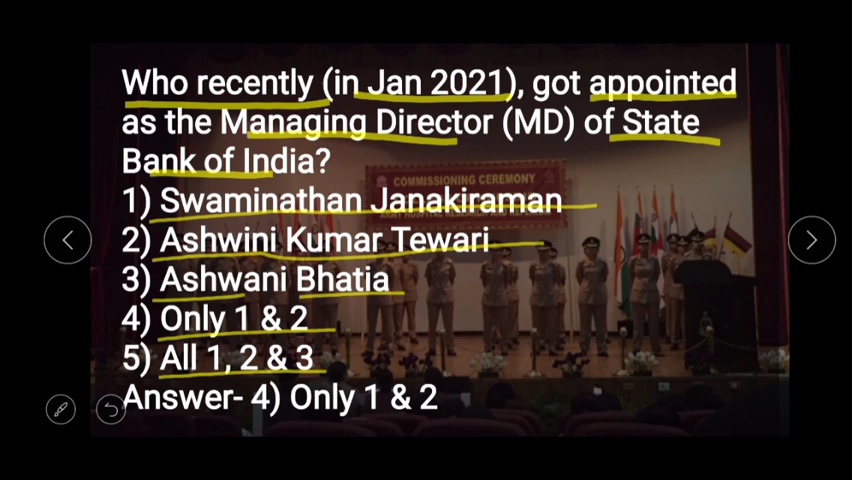 Who recently (in Jan 2021), got appointed
as the Managing Director (MD) of State
Bank of India?
1) Swaminathan Janakiraman
2) Ashwini Kumar Tewari
3) Ashwani Bhatia
4) Only 1 & 2
5) All 1, 2 & 3
Answer- 4) Only 1 & 2
COMMISSIONING CEREMONY